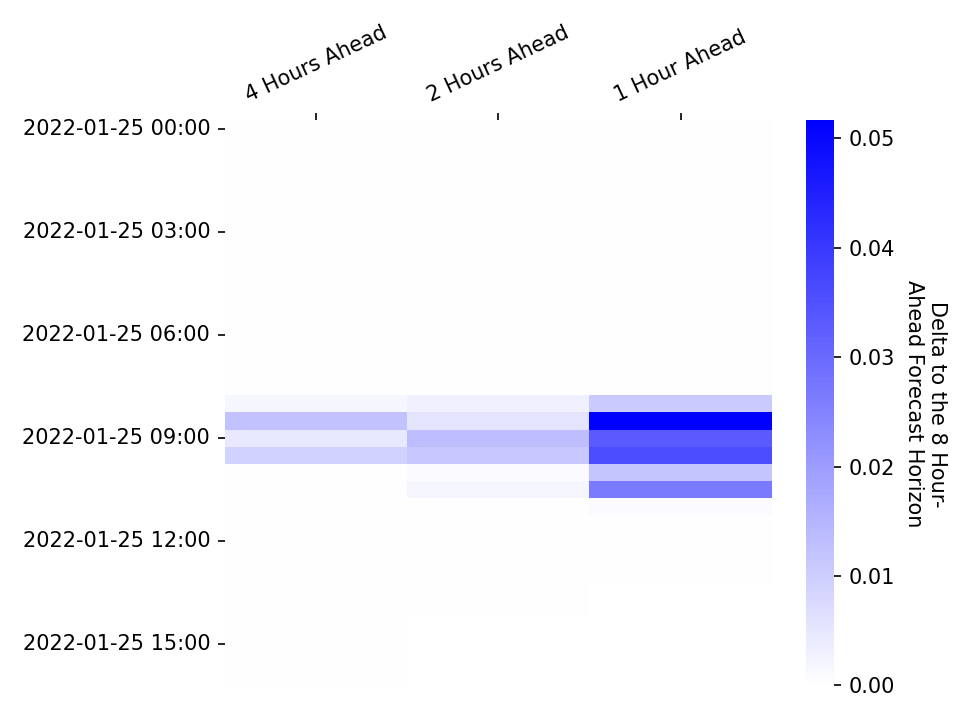 4 Hours Ahead
2 Hours Ahead
1 Hour Ahead
2022-01-25 00:00
2022-01-25 03:00
2022-01-25 06:00
2022-01-25 09:00
2022-01-25 12:00
2022-01-25 15:00
0.05
0.04
0.03
0.02
0.01
0.00
Delta to the 8 Hour-
Ahead Forecast Horizon